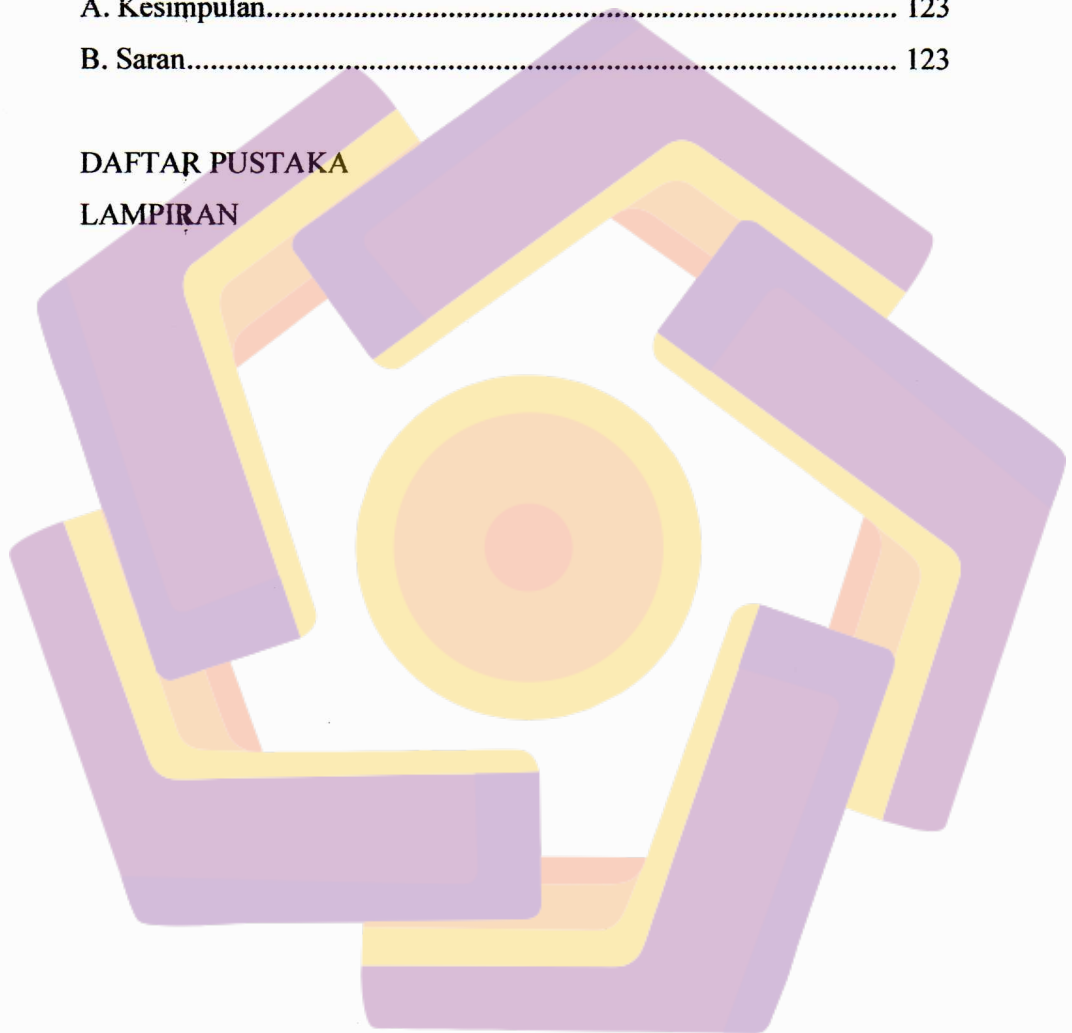 A. Kesimpulan.......................................................................................... 123
B. Saran..................................................................................................... 123
DAFTAR PUSTAKA
LAMPIRAN